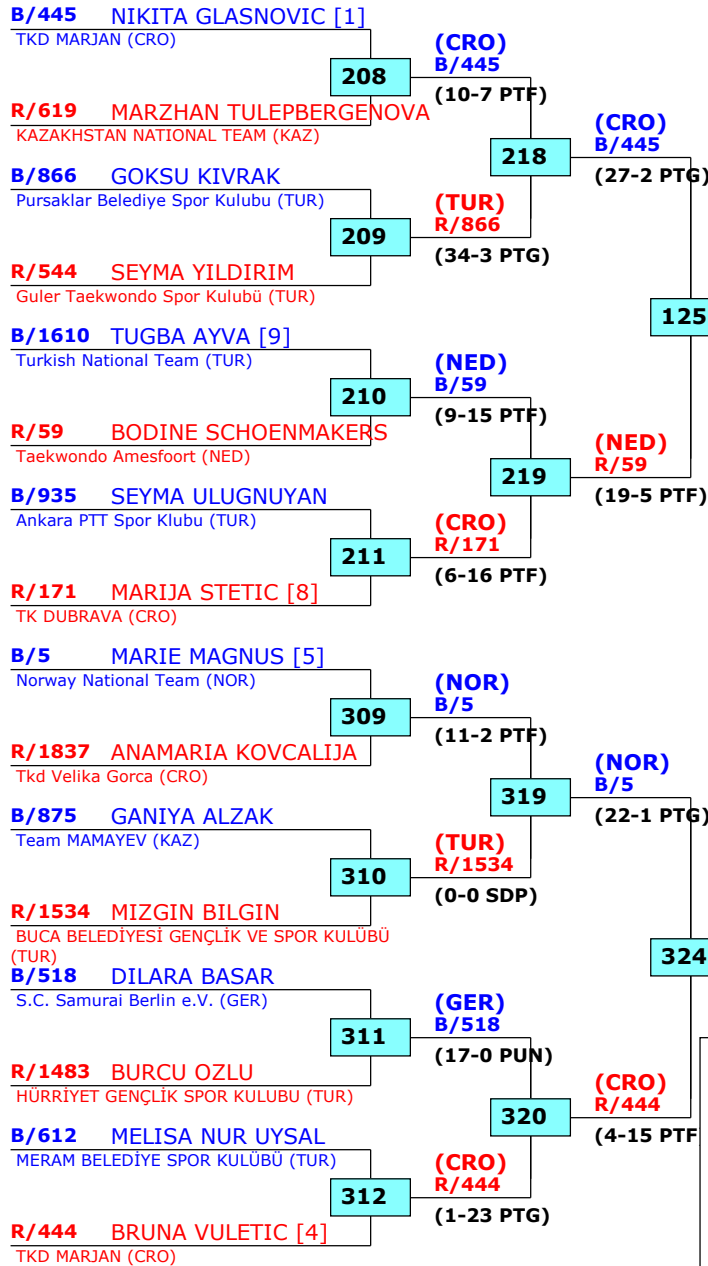 B/445 NIKITA GLASNOVIC [1]
TKD MARJAN (CRO)
208
R/619 MARZHAN TULEPBERGENOVA
KAZAKHSTAN NATIONAL TEAM (KAZ)
(CRO)
B/445
(10-7 PTF)
218
B/866 GOKSU KIVRAK
Pursaklar Belediye Spor Kulubu (TUR)
209
R/544 SEYMA YILDIRIM
Guler Taekwondo Spor Kulubü (TUR)
(TUR)
R/866
(34-3 PTG)
(CRO)
B/445
(27-2 PTG)
125
B/1610 TUGBA AYVA [9]
Turkish National Team (TUR)
210
R/59 BODINE SCHOENMAKERS
Taekwondo Amesfoort (NED)
(NED)
B/59
(9-15 PTF)
219
B/935 SEYMA ULUGNUYAN
Ankara PTT Spor Klubu (TUR)
211
R/171 MARIJA STETIC [8]
TK DUBRAVA (CRO)
(CRO)
R/171
(6-16 PTF)
(NED)
R/59
(19-5 PTF)
B/5 MARIE MAGNUS [5]
Norway National Team (NOR)
309
R/1837 ANAMARIA KOVCALIJA
Tkd Velika Gorca (CRO)
(NOR)
B/5
(11-2 PTF)
319
B/875 GANIYA ALZAK
Team MAMAYEV (KAZ)
310
R/1534 MIZGIN BILGIN
BUCA BELEDİYESİ GENÇLİK VE SPOR KULÜBÜ
(TUR)
(TUR)
R/1534
(0-0 SDP)
(NOR)
B/5
(22-1 PTG)
324
B/518 DILARA BASAR
S.C. Samurai Berlin e.V. (GER)
311
R/1483 BURCU OZLU
HÜRRİYET GENÇLİK SPOR KULUBU (TUR)
(GER)
B/518
(17-0 PUN)
320
B/612 MELISA NUR UYSAL
MERAM BELEDİYE SPOR KULÜBÜ (TUR)
312
R/444 BRUNA VULETIC [4]
TKD MARJAN (CRO)
(CRO)
R/444
(1-23 PTG)
(CRO)
R/444
(4-15 PTF